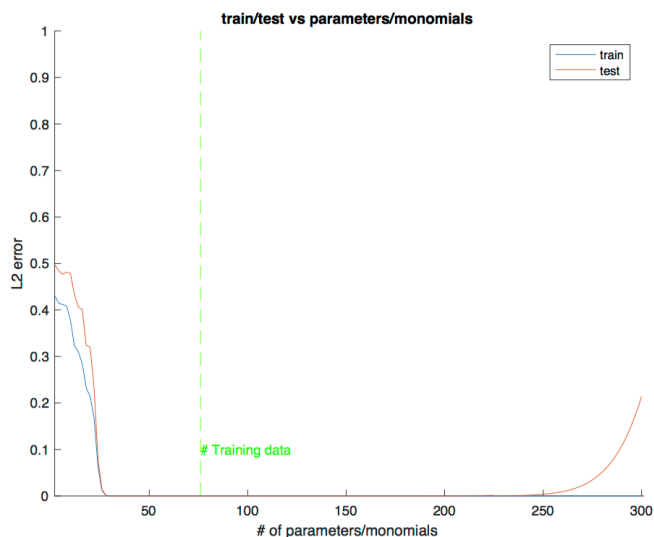 train/test vs parameters/monomials
1
0.9
0.8
0.7
0.6
0.5
0.4
0.3
0.2
0.1
0
L2 error
train
test
# Training data
50
100
150
200
250
300
# of parameters/monomials